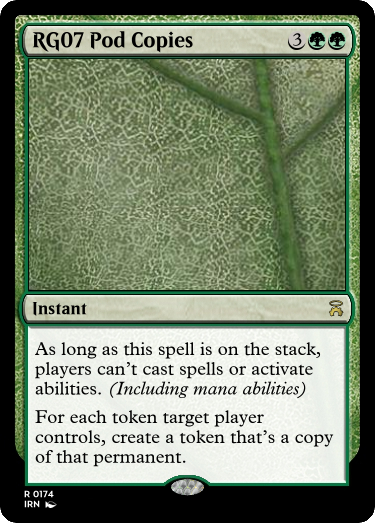 RG07 Pod Copies 3
Instant
As long as this spell is on the stack,
players can't cast spells or activate
abilities. (Including mana abilities)
For each token target player
controls, create a token that's a copy
of that permanent.
R 0174
IRN